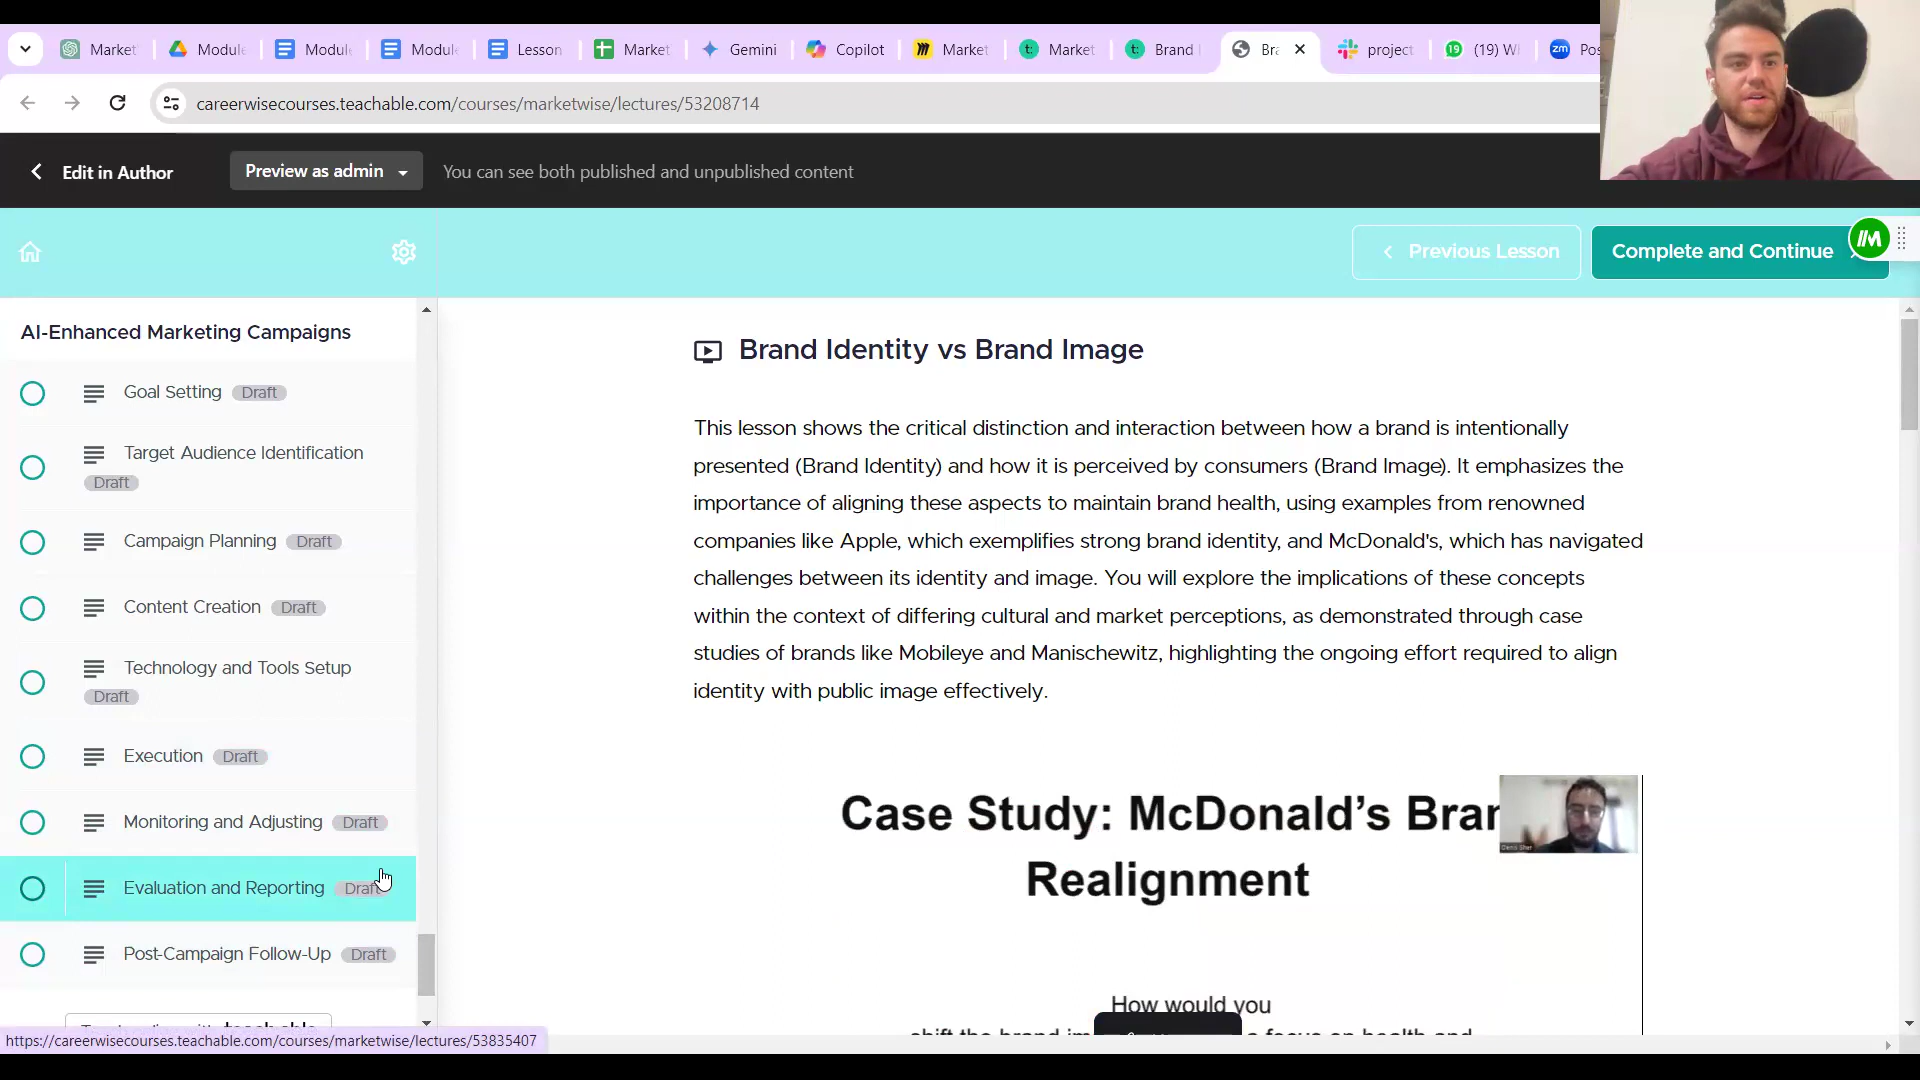 Market
Module
Modul
Modul
Lesson
Market
Gemini
Copilot
Market
Market
Brand
Bra
project
(19) W
Pos
careerwisecourses.teachable.com/courses/marketwise/lectures/53208714
Edit in Author
Preview as admin
You can see both published and unpublished content
Previous Lesson
Complete and Continue
AI-Enhanced Marketing Campaigns
Goal Setting Draft
Target Audience Identification
Draft
Campaign Planning Draft
Content Creation Draft
Technology and Tools Setup
Draft
Execution Draft
Monitoring and Adjusting Draft
Evaluation and Reporting Draft
Post-Campaign Follow-Up Draft
https://careerwisecourses.teachable.com/courses/marketwise/lectures/53835407
Brand Identity vs Brand Image
This lesson shows the critical distinction and interaction between how a brand is intentionally
presented (Brand Identity) and how it is perceived by consumers (Brand Image). It emphasizes the
importance of aligning these aspects to maintain brand health, using examples from renowned
companies like Apple, which exemplifies strong brand identity, and McDonald's, which has navigated
challenges between its identity and image. You will explore the implications of these concepts
within the context of differing cultural and market perceptions, as demonstrated through case
studies of brands like Mobileye and Manischewitz, highlighting the ongoing effort required to align
identity with public image effectively.
Case Study: McDonald’s Bran
Realignment
How would you